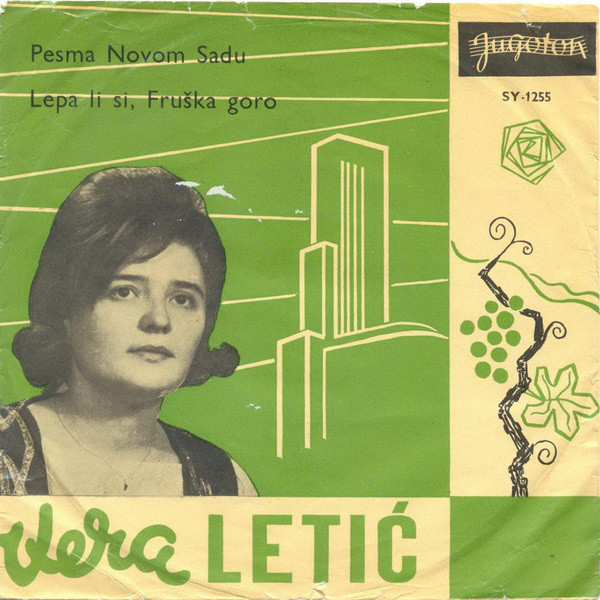 Pesma Novom Sadu
Lepa li si, Fruška goro
Jugoton
SY-1255
Vera LETIĆ